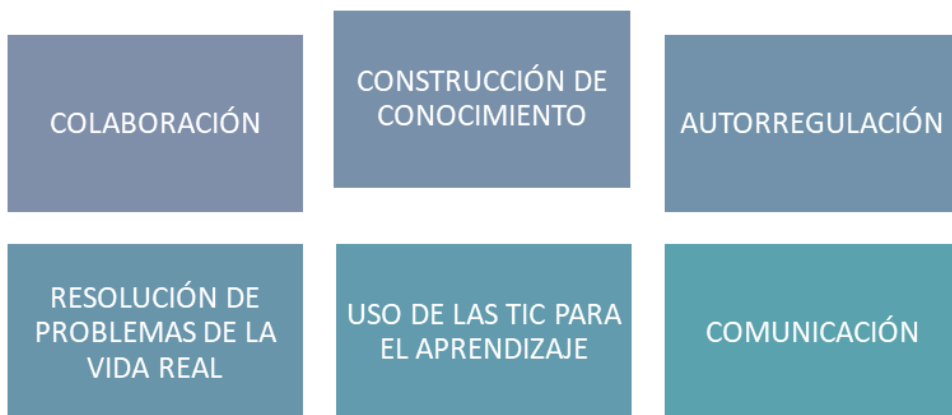 COLABORACIÓN
CONSTRUCCIÓN DE
CONOCIMIENTO
AUTORREGULACIÓN
RESOLUCIÓN DE
PROBLEMAS DE LA
VIDA REAL
USO DE LAS TIC PARA
EL APRENDIZAJE
COMUNICACIÓN